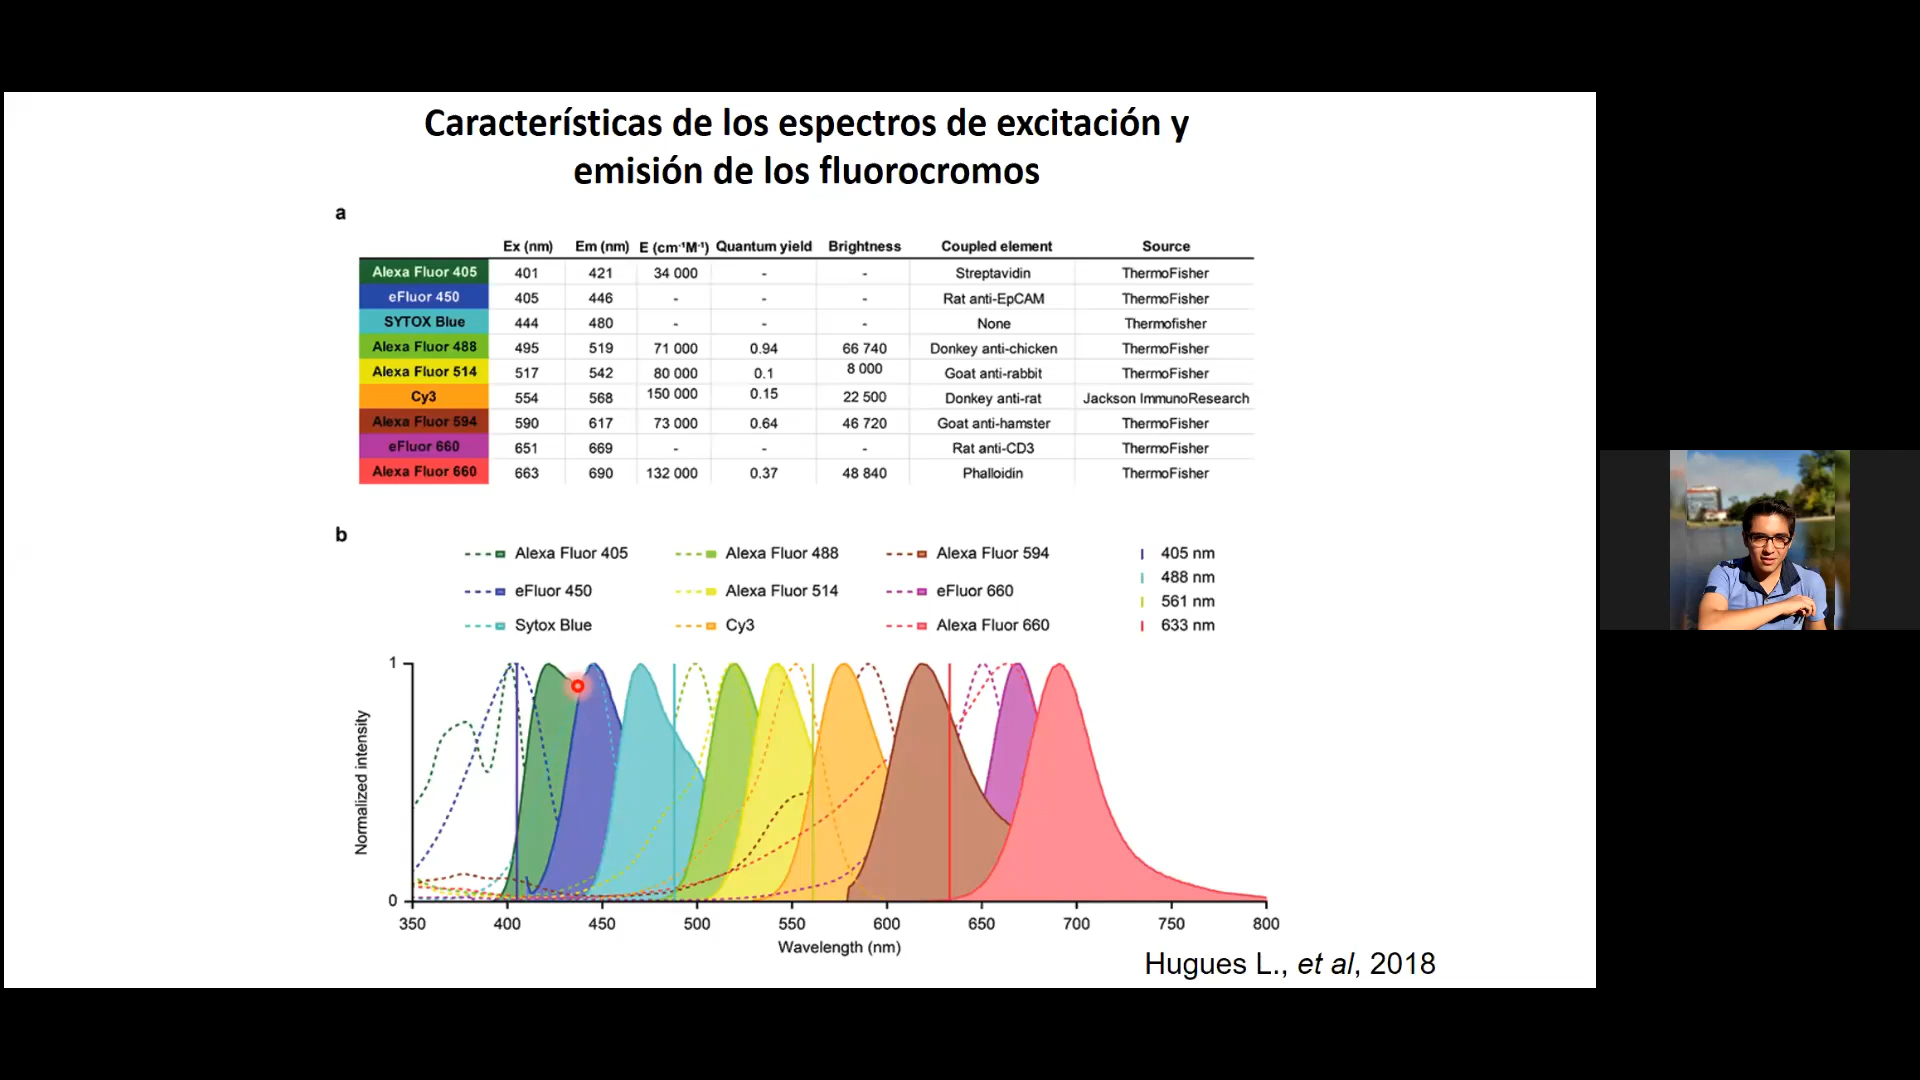 Características de los espectros de excitación y
emisión de los fluorocromos
a
Ex (nm) Em (nm) E (cm⁻¹M⁻¹) Quantum yield Brightness Coupled element Source
Alexa Fluor 405 401 421 34 000 - - Streptavidin ThermoFisher
eFluor 450 405 446 - - - Rat anti-EpCAM ThermoFisher
SYTOX Blue 444 480 - - - None Thermofisher
Alexa Fluor 488 495 519 71 000 0.94 66 740 Donkey anti-chicken ThermoFisher
Alexa Fluor 514 517 542 80 000 0.1 8 000 Goat anti-rabbit ThermoFisher
Cy3 554 568 150 000 0.15 22 500 Donkey anti-rat Jackson ImmunoResearch
Alexa Fluor 594 590 617 73 000 0.64 46 720 Goat anti-hamster ThermoFisher
eFluor 660 651 669 - - - Rat anti-CD3 ThermoFisher
Alexa Fluor 660 663 690 132 000 0.37 48 840 Phalloidin ThermoFisher
b
Alexa Fluor 405 Alexa Fluor 488 Alexa Fluor 594 405 nm
488 nm
eFluor 450 Alexa Fluor 514 eFluor 660
561 nm
Sytox Blue Cy3 Alexa Fluor 660 633 nm
1
Normalized intensity
0
350 400 450 500 550 600 650 700 750 800
Wavelength (nm)
Hugues L., et al, 2018